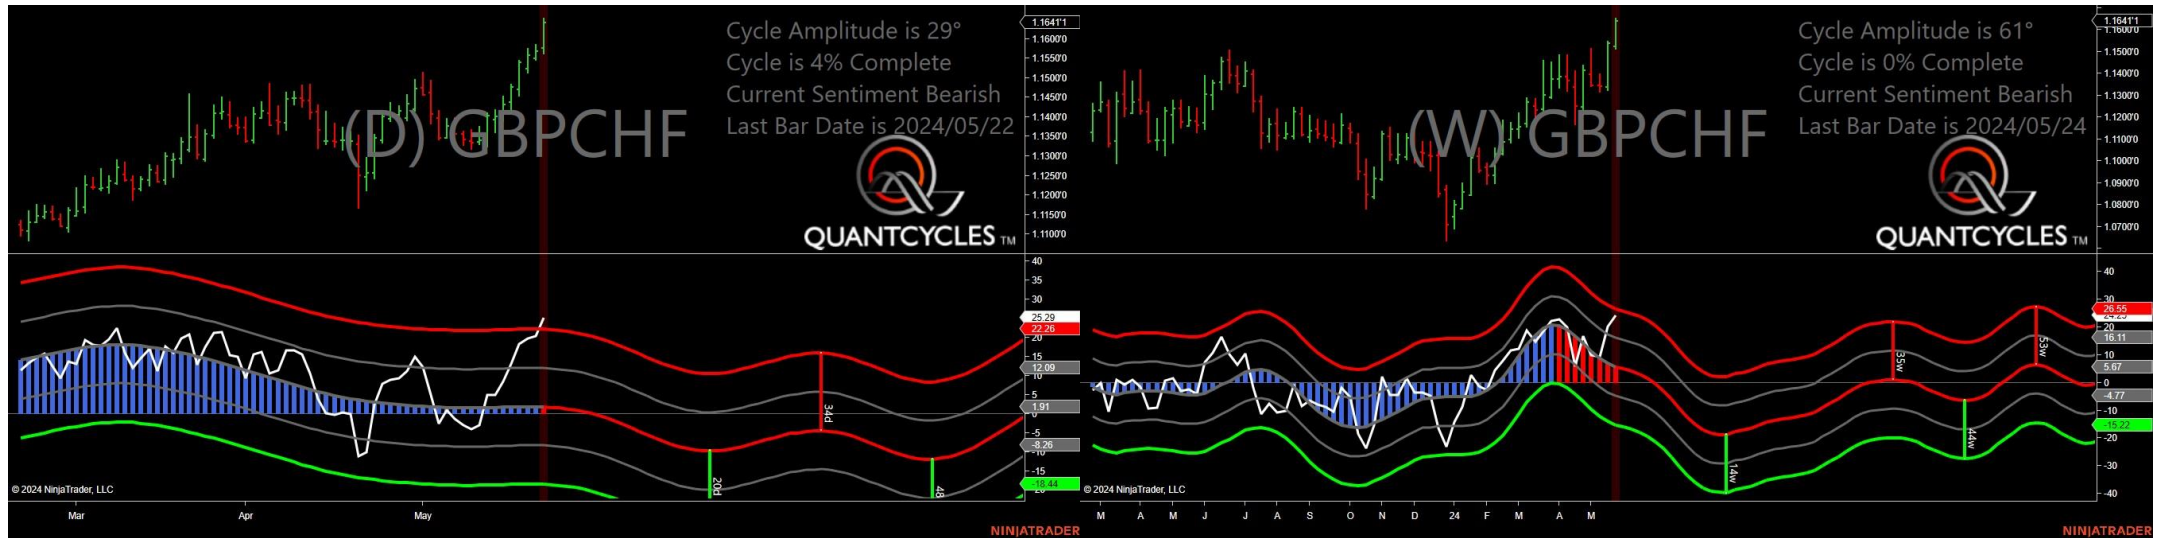 Cycle Amplitude is 29°
Cycle is 4% Complete
Current Sentiment Bearish
Last Bar Date is 2024/05/22
(D) GBPCHF
QUANTCYCLES TM
1.1641'1
1.1600'0
1.1550'0
1.1500'0
1.1450'0
1.1400'0
1.1350'0
1.1300'0
1.1250'0
1.1200'0
1.1150'0
1.1100'0
40
35
30
25.29
22.26
20
15
12.09
5
1.91
-5
-8.26
-15
-18.44
20d
34d
48
© 2024 NinjaTrader, LLC
Mar Apr May
NINJATRADER
Cycle Amplitude is 61°
Cycle is 0% Complete
Current Sentiment Bearish
Last Bar Date is 2024/05/24
(W) GBPCHF
QUANTCYCLES TM
1.1641'1
1.1600'0
1.1500'0
1.1400'0
1.1300'0
1.1200'0
1.1100'0
1.1000'0
1.0900'0
1.0800'0
1.0700'0
40
30
26.55
20
16.11
10
5.67
0
-4.77
-10
-15.22
-20
-30
-40
14w
35w
44w
53w
© 2024 NinjaTrader, LLC
M A M J J A S O N D 24 F M A M
NINJATRADER